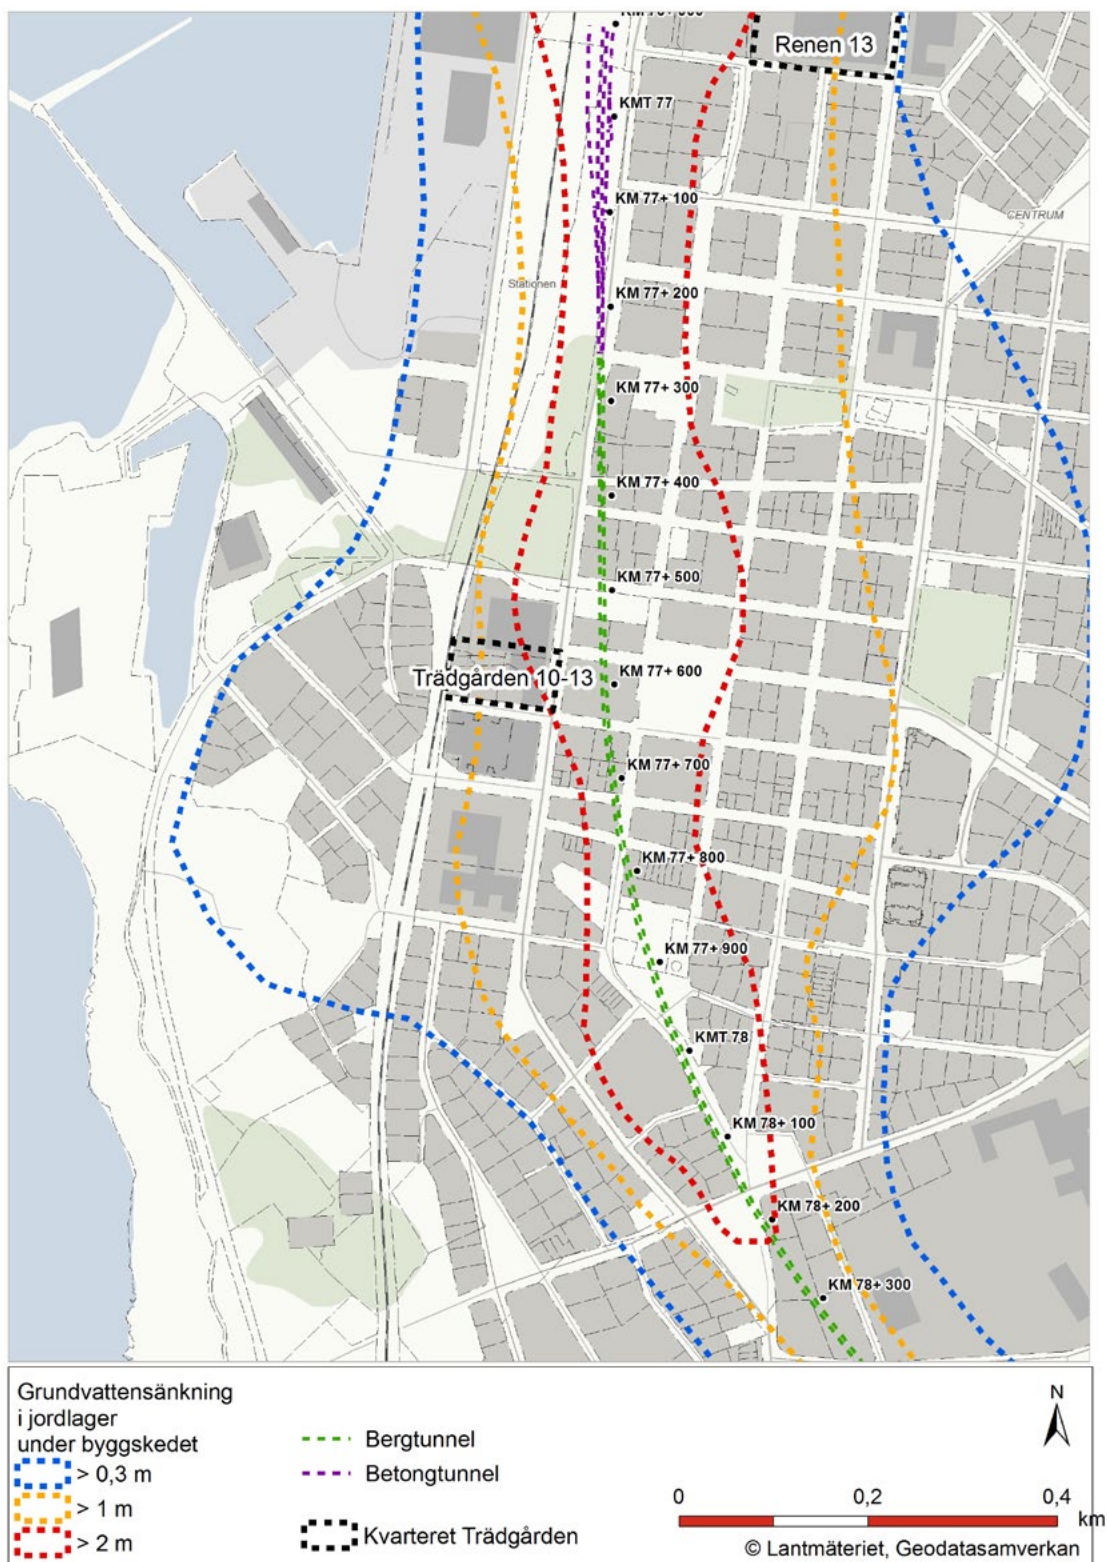 Renen 13
KMT 77
KM 77+ 100
CENTRUM
Stationen
KM 77+ 200
KM 77+ 300
KM 77+ 400
KM 77+ 500
Trädgården 10-13
KM 77+ 600
KM 77+ 700
KM 77+ 800
KM 77+ 900
KMT 78
KM 78+ 100
KM 78+ 200
KM 78+ 300
Grundvattensänkning
i jordlager
under byggskedet
> 0,3 m
> 1 m
> 2 m
Bergtunnel
Betongtunnel
Kvarteret Trädgården
N
0 0,2 0,4
km
© Lantmäteriet, Geodatasamverkan